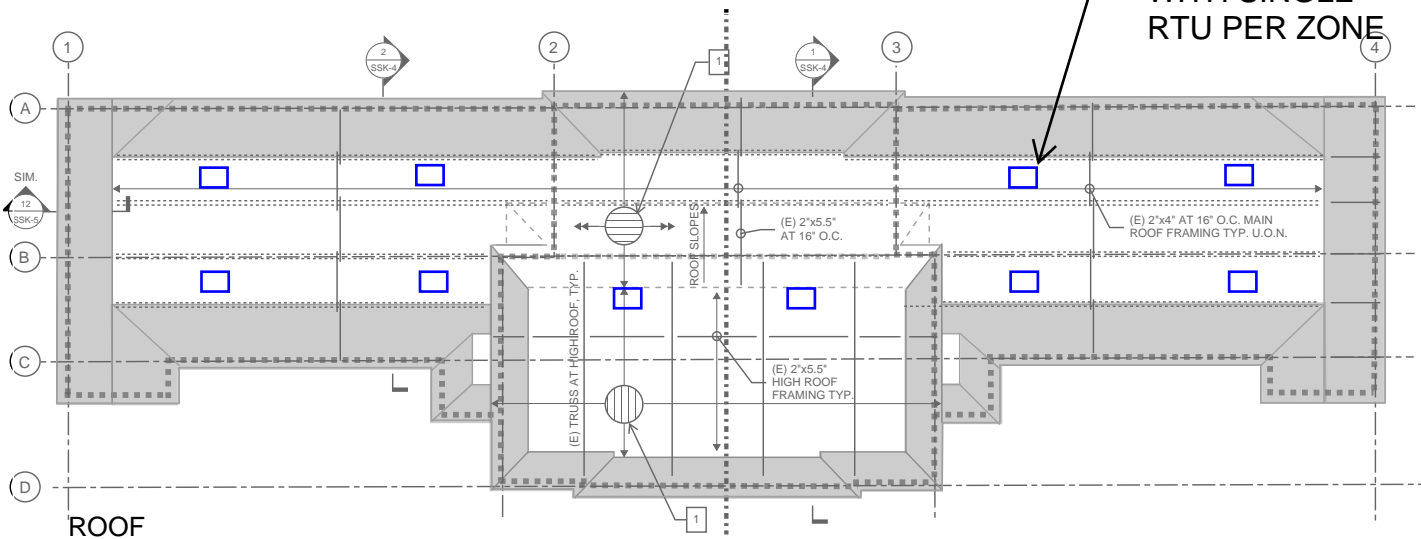 RTU PER ZONE
1
2
3
4
2
SSK-4
1
1
SSK-4
A
SIM.
12
SSK-5
(E) 2"x5.5"
AT 16" O.C.
(E) 2"x4" AT 16" O.C. MAIN
ROOF FRAMING TYP. U.O.N.
ROOF SLOPES
B
(E) TRUSS AT HIGH ROOF, TYP.
C
(E) 2"x5.5"
HIGH ROOF
FRAMING TYP.
D
1
ROOF